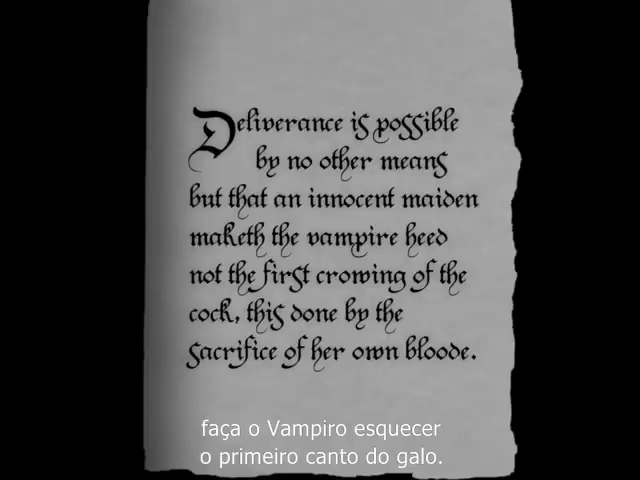 Deliverance is possible
by no other means
but that an innocent maiden
maketh the vampire heed
not the first crowing of the
cock, this done by the
sacrifice of her own bloode.
faça o Vampiro esquecer
o primeiro canto do galo.